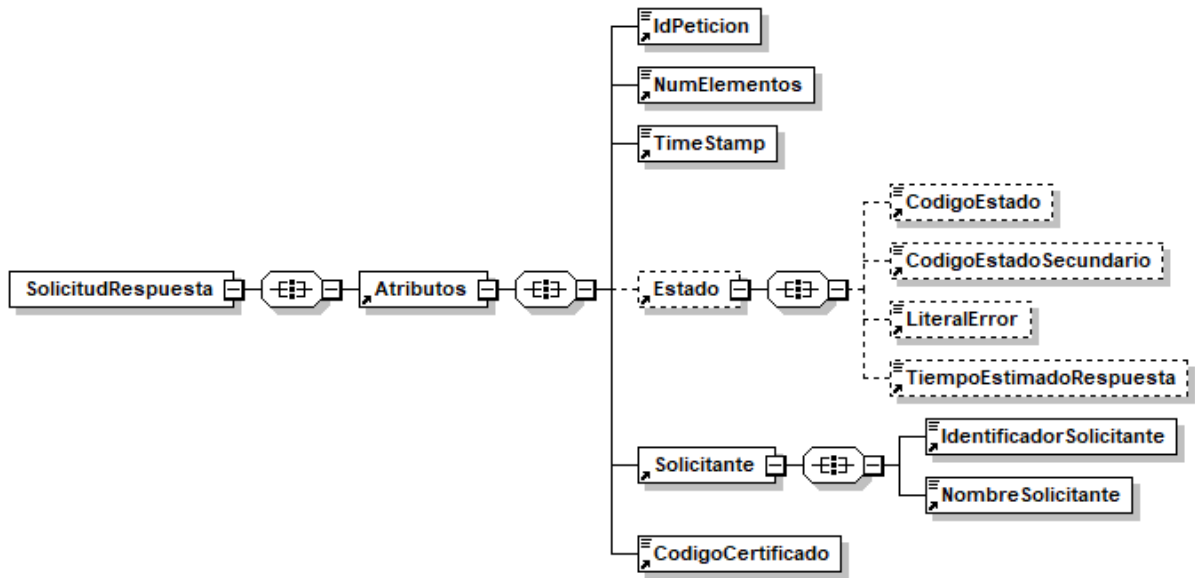 IdPeticion
NumElementos
TimeStamp
CodigoEstado
CodigoEstadoSecundario
SolicitudRespuesta
Atributos
Estado
LiteralError
TiempoEstimadoRespuesta
IdentificadorSolicitante
Solicitante
NombreSolicitante
CodigoCertificado